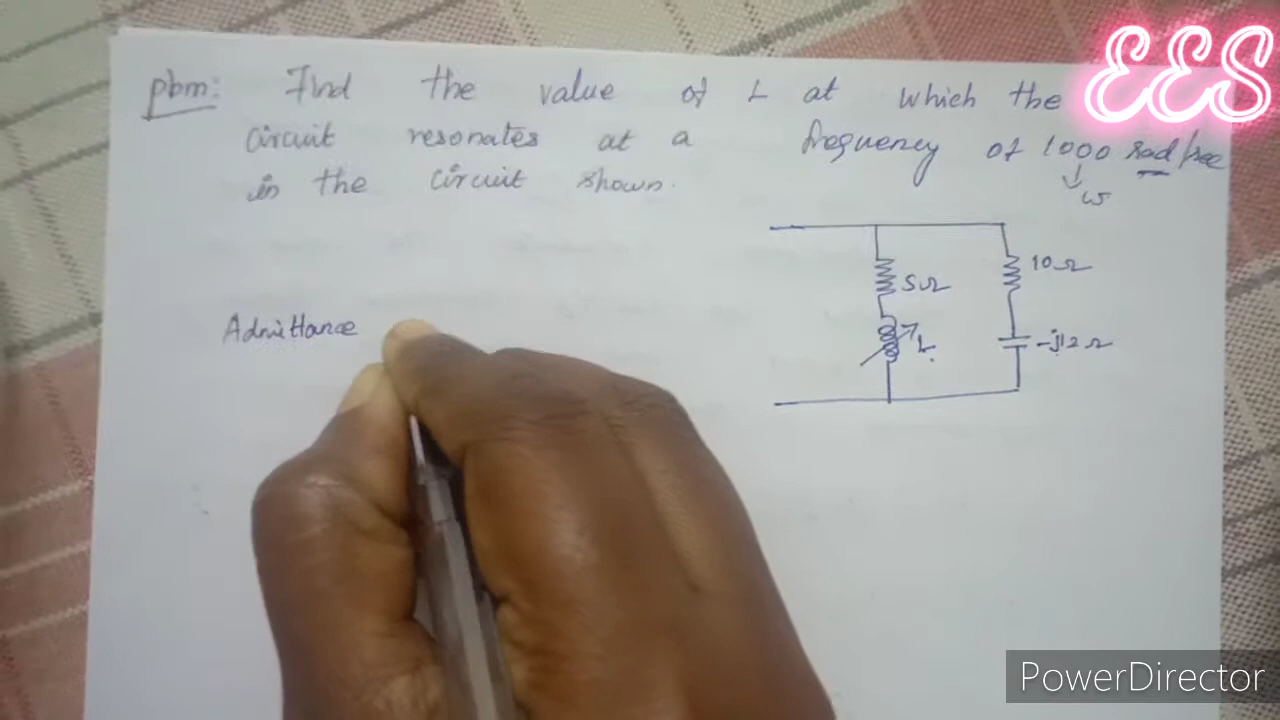 pbm: Find the value of L at which the
EES
circuit resonates at a frequency of 1000 rad/sec
ω
in the circuit shown.
10Ω
5Ω
Admittance
L
-j12Ω
PowerDirector